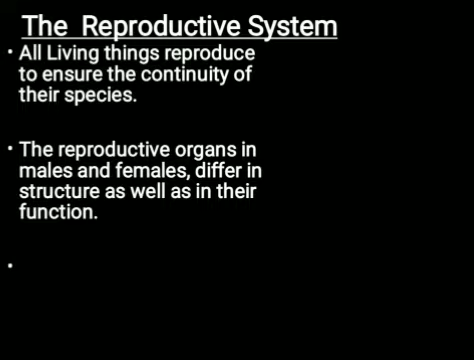 The  Reproductive System
• All Living things reproduce
to ensure the continuity of
their species.
• The reproductive organs in
males and females, differ in
structure as well as in their
function.
•